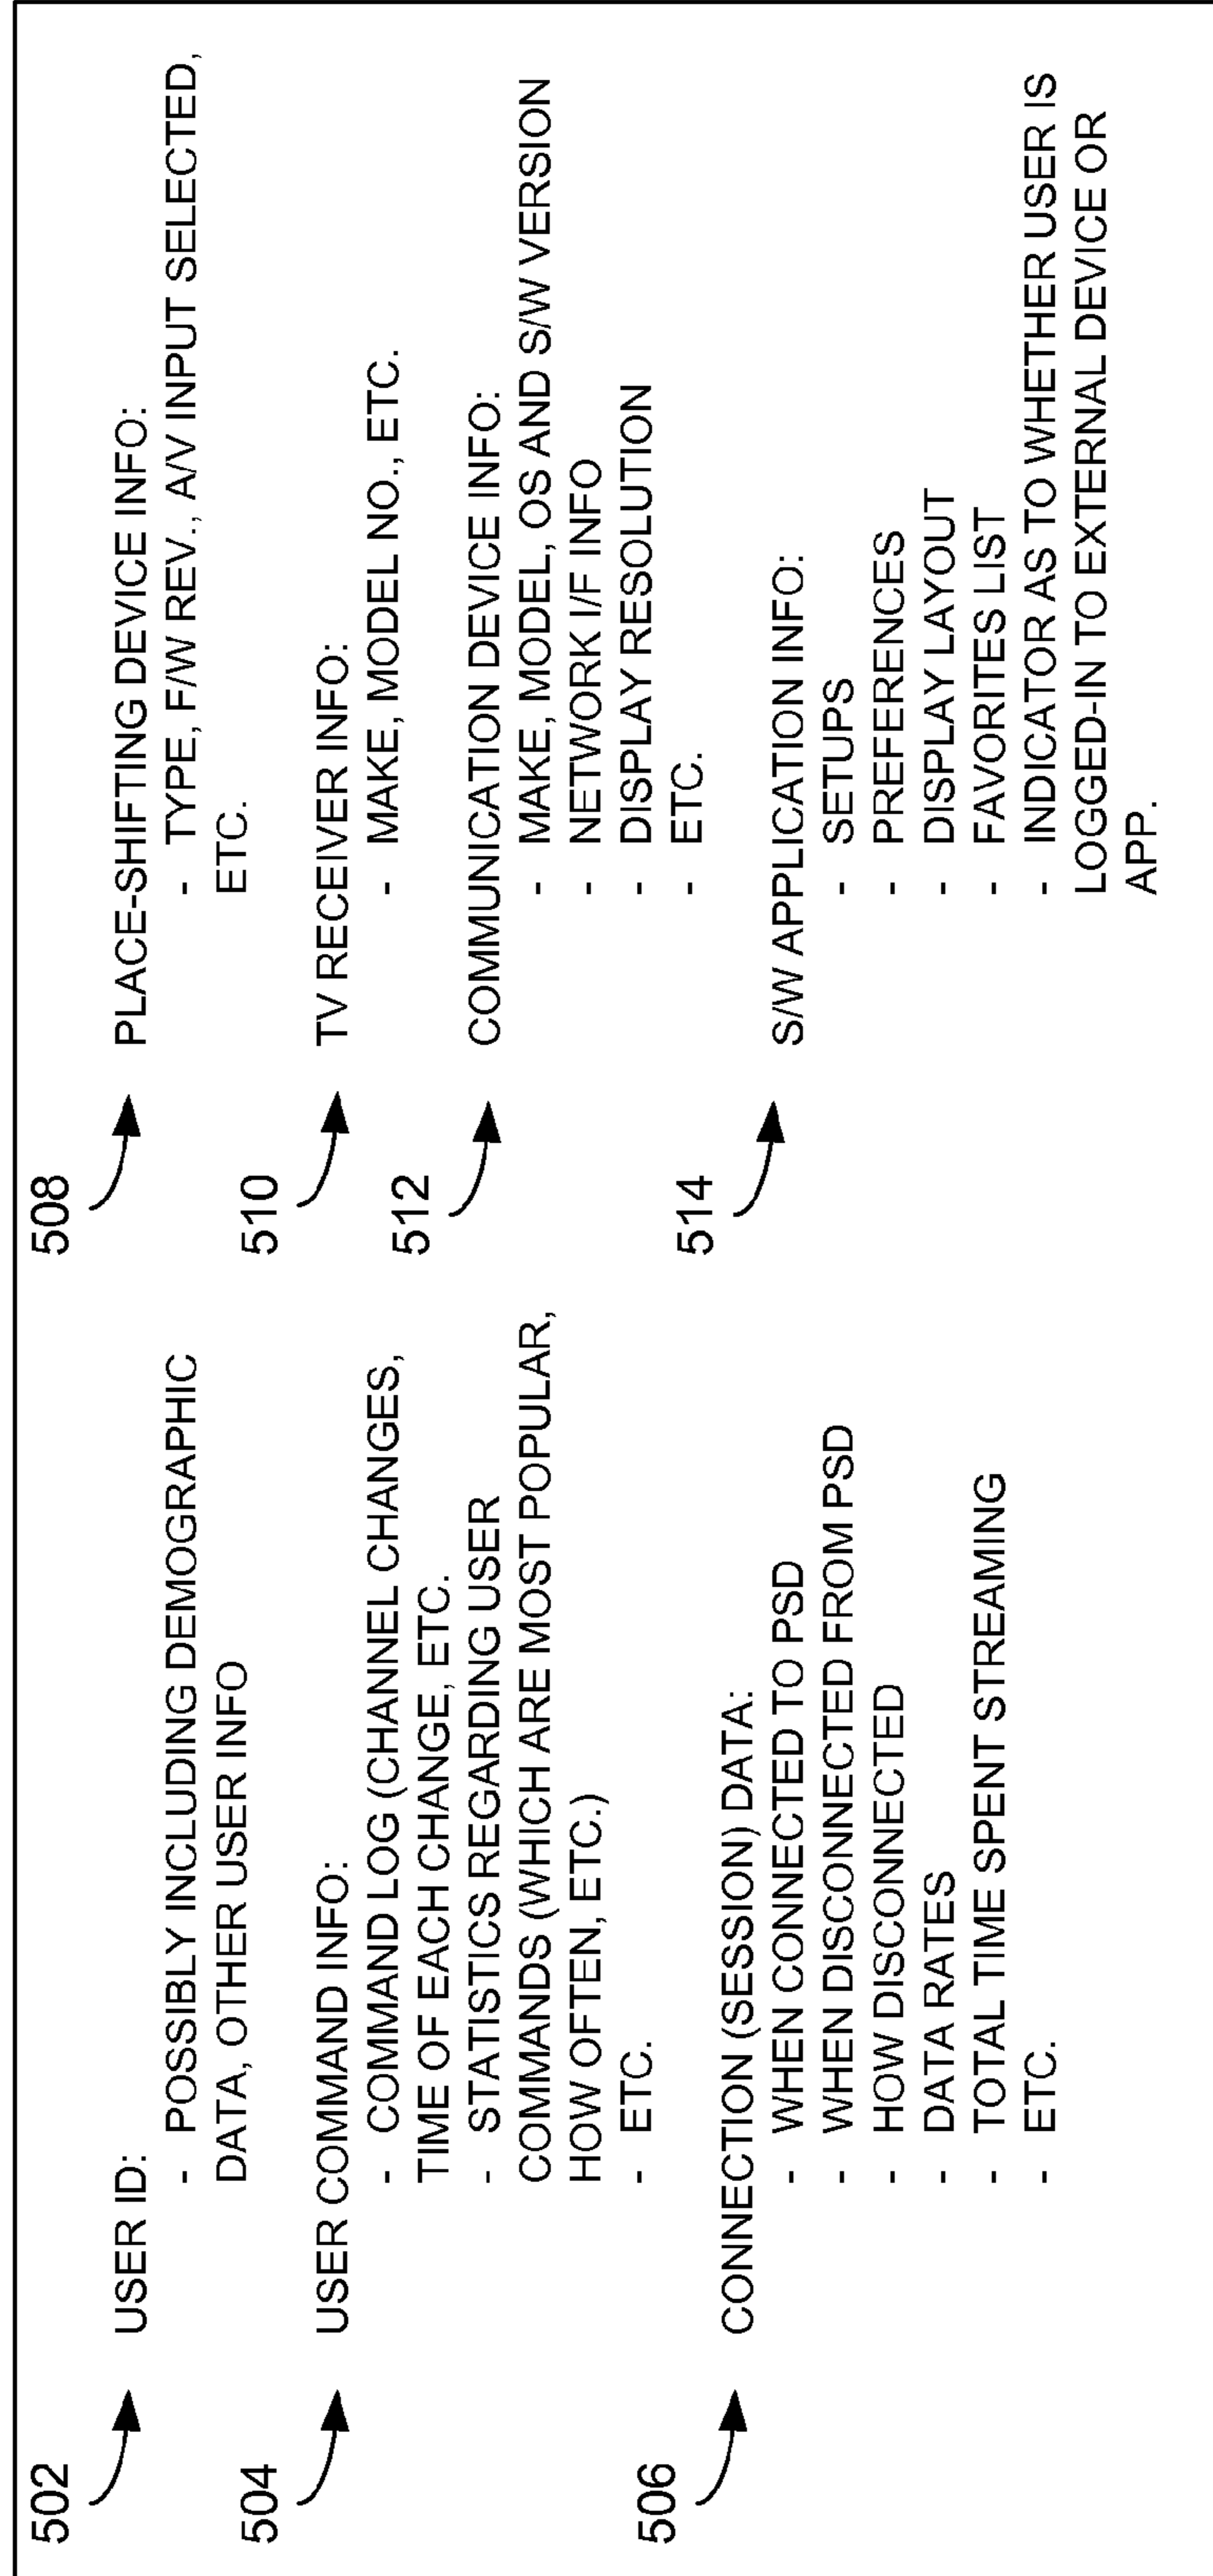 502
USER ID:
- POSSIBLY INCLUDING DEMOGRAPHIC
DATA, OTHER USER INFO
504
USER COMMAND INFO:
- COMMAND LOG (CHANNEL CHANGES,
TIME OF EACH CHANGE, ETC.
- STATISTICS REGARDING USER
COMMANDS (WHICH ARE MOST POPULAR,
HOW OFTEN, ETC.)
- ETC.
506
CONNECTION (SESSION) DATA:
- WHEN CONNECTED TO PSD
- WHEN DISCONNECTED FROM PSD
- HOW DISCONNECTED
- DATA RATES
- TOTAL TIME SPENT STREAMING
- ETC.
508
PLACE-SHIFTING DEVICE INFO:
- TYPE, F/W REV., A/V INPUT SELECTED,
ETC.
510
TV RECEIVER INFO:
- MAKE, MODEL NO., ETC.
512
COMMUNICATION DEVICE INFO:
- MAKE, MODEL, OS AND S/W VERSION
- NETWORK I/F INFO
- DISPLAY RESOLUTION
- ETC.
514
S/W APPLICATION INFO:
- SETUPS
- PREFERENCES
- DISPLAY LAYOUT
- FAVORITES LIST
- INDICATOR AS TO WHETHER USER IS
LOGGED-IN TO EXTERNAL DEVICE OR
APP.